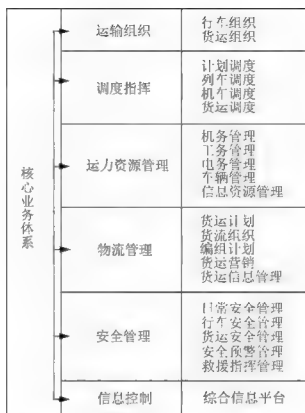 核心业务体系
运输组织
行车组织
货运组织
调度指挥
计划调度
列车调度
机车调度
货运调度
运力资源管理
机务管理
工务管理
电务管理
车辆管理
信息资源管理
物流管理
货运计划
货流组织
编组计划
货运营销
货运信息管理
安全管理
日常安全管理
行车安全管理
货运安全管理
安全预警管理
救援指挥管理
信息控制
综合信息平台